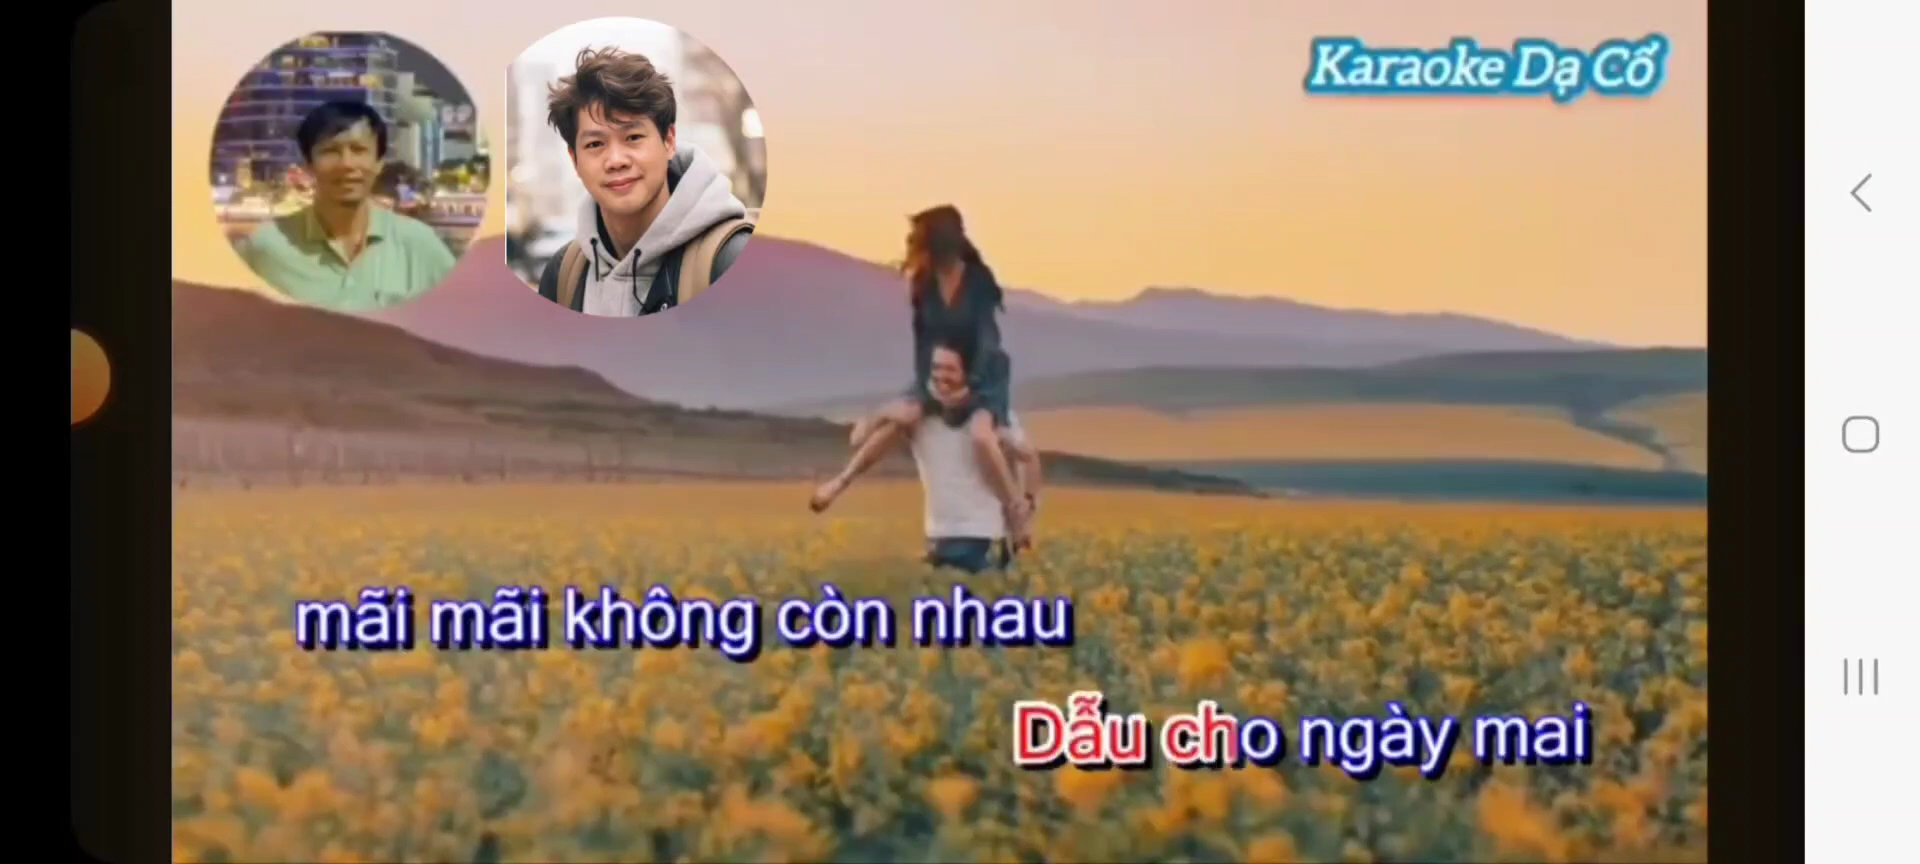 Karaoke Dạ Cổ
mãi mãi không còn nhau
Dẫu cho ngày mai